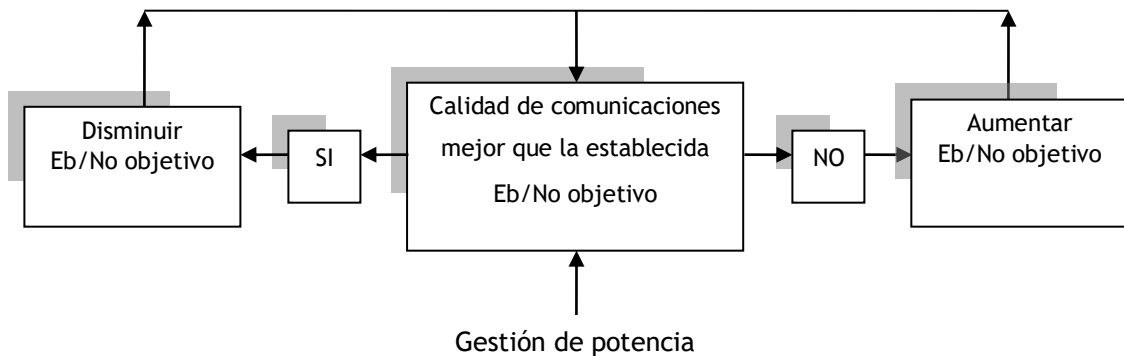 Disminuir
Eb/No objetivo
SI
Calidad de comunicaciones
mejor que la establecida
Eb/No objetivo
NO
Aumentar
Eb/No objetivo
Gestión de potencia